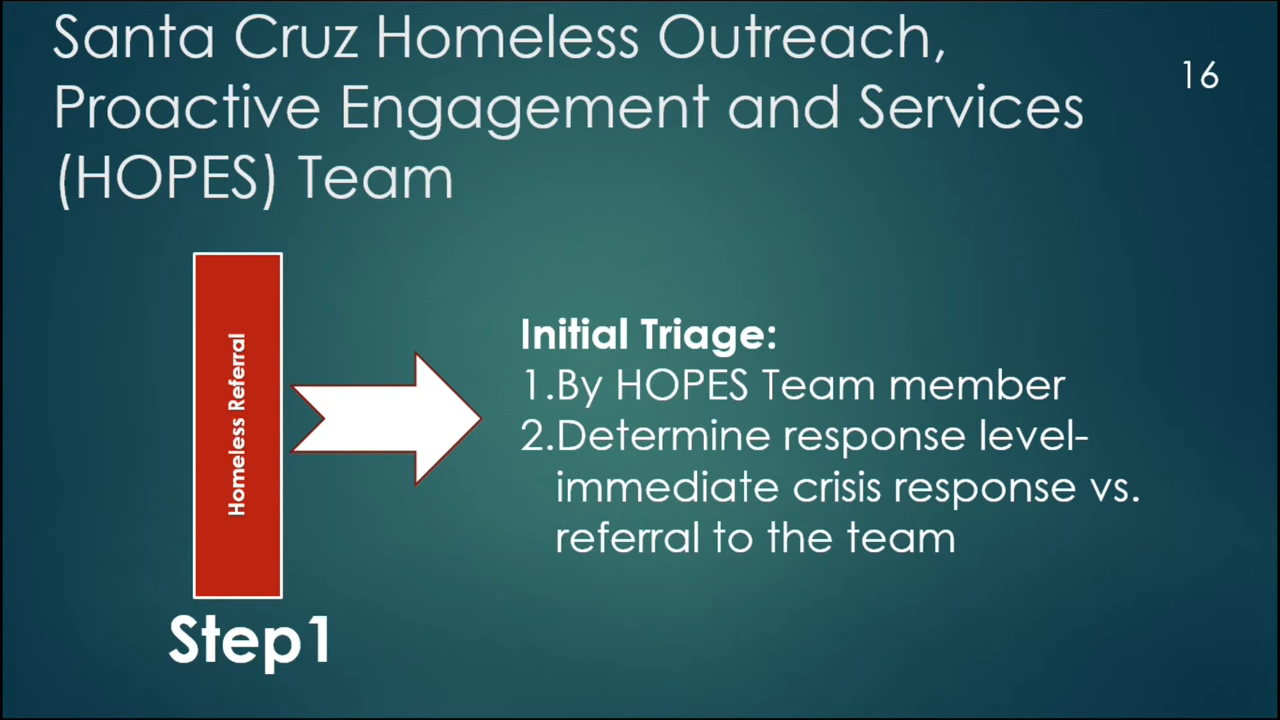 Santa Cruz Homeless Outreach,
Proactive Engagement and Services
(HOPES) Team
16
Homeless Referral
Initial Triage:
1.By HOPES Team member
2.Determine response level-
immediate crisis response vs.
referral to the team
Step1